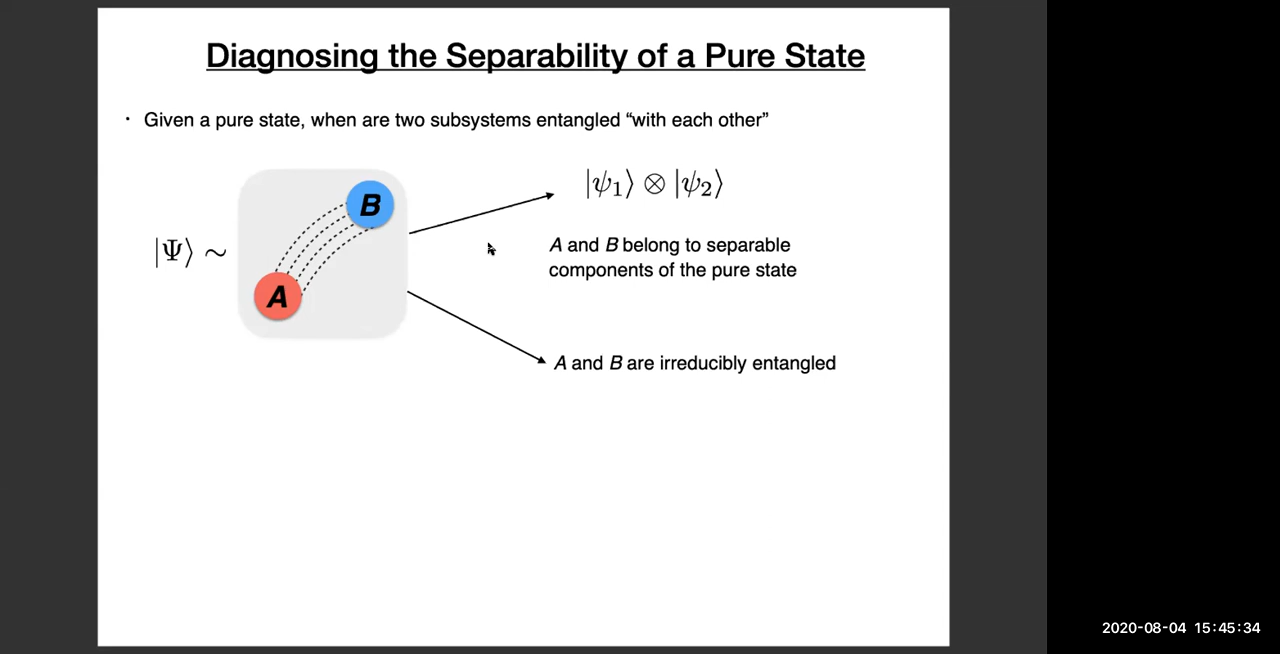 Diagnosing the Separability of a Pure State
· Given a pure state, when are two subsystems entangled “with each other”
|ψ₁⟩ ⊗ |ψ₂⟩
B
|Ψ⟩ ∼
A and B belong to separable
components of the pure state
A
A and B are irreducibly entangled
2020-08-04 15:45:34